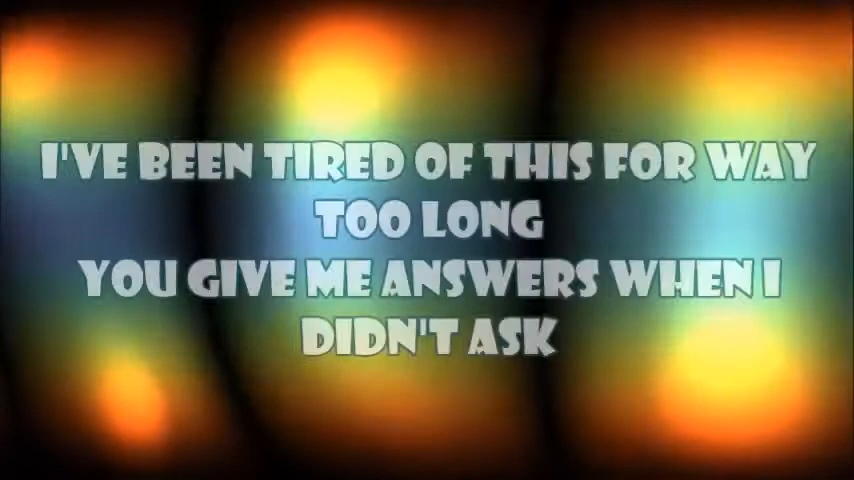 I'VE BEEN TIRED OF THIS FOR WAY
TOO LONG
YOU GIVE ME ANSWERS WHEN I
DIDN'T ASK